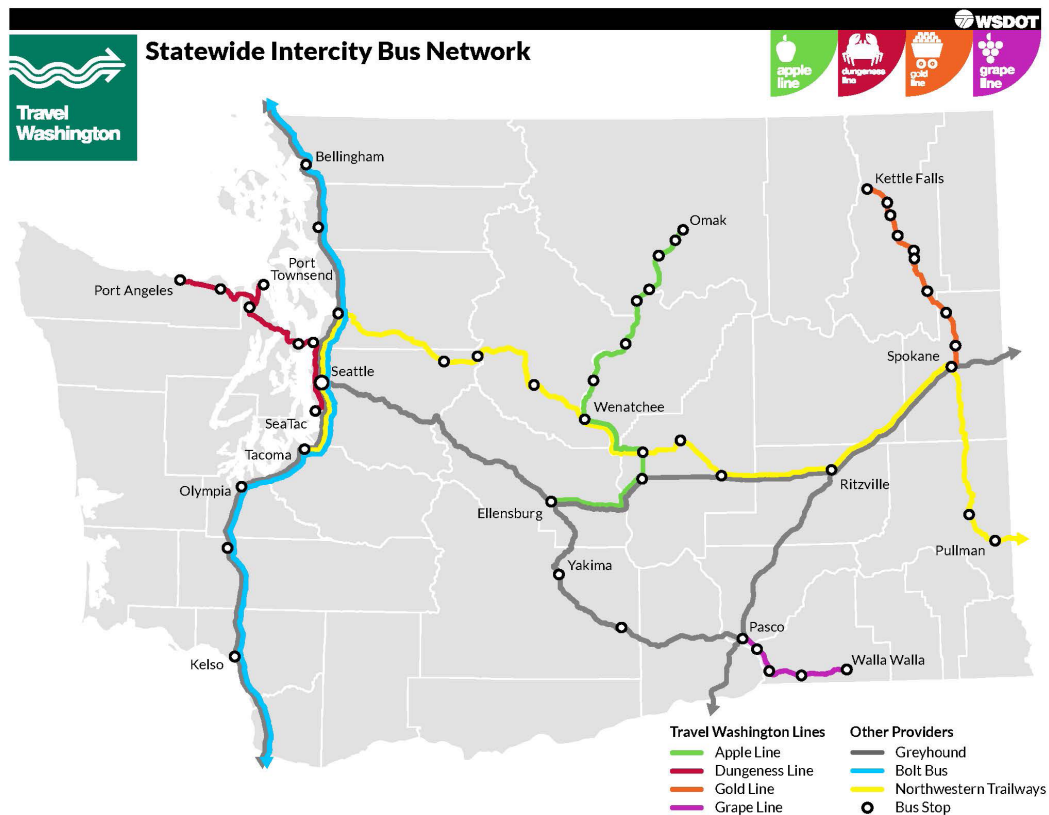 WSDOT
Statewide Intercity Bus Network
Travel
Washington
apple
line
dungeness
line
gold
line
grape
line
Bellingham
Kettle Falls
Omak
Port
Townsend
Port Angeles
Spokane
Seattle
Wenatchee
SeaTac
Tacoma
Olympia
Ritzville
Ellensburg
Pullman
Yakima
Pasco
Walla Walla
Kelso
Travel Washington Lines
Apple Line
Dungeness Line
Gold Line
Grape Line
Other Providers
Greyhound
Bolt Bus
Northwestern Trailways
Bus Stop